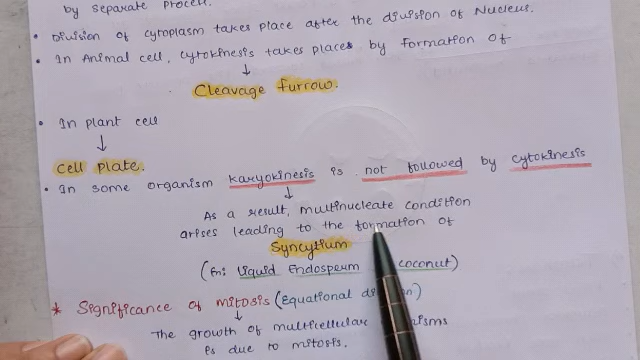 by separate process.
• Division of cytoplasm takes place after the division of Nucleus.
• In Animal cell, cytokinesis takes places by formation of
↓
Cleavage furrow.
• In plant cell
↓
Cell plate.
• In some organism karyokinesis is not followed by cytokinesis
↓
As a result, multinucleate condition
arises leading to the formation of
Syncytium
(En: Liquid Endosperm coconut)
* Significance of mitosis (Equational
↓
The growth of multicellular
is due to mitosis.